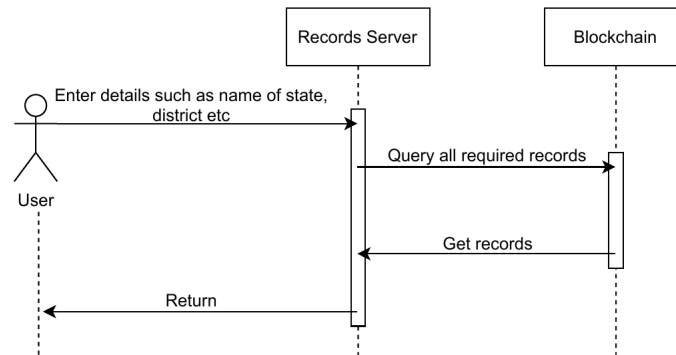 Records Server
Blockchain
Enter details such as name of state,
district etc
Query all required records
User
Get records
Return